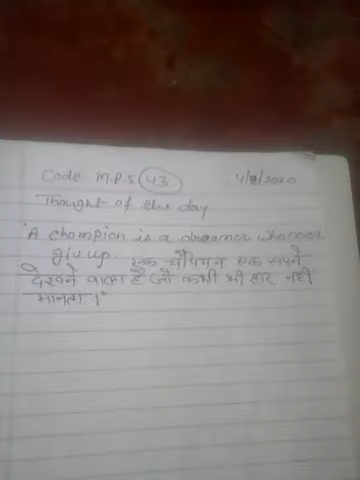 Code M.P.S 43 4/8/2020
Thought of the day
"A champion is a dreamer who never
give up. एक चैंपियन एक सपने
देखने वाला है जो कभी भी हार नहीं
मानता।"